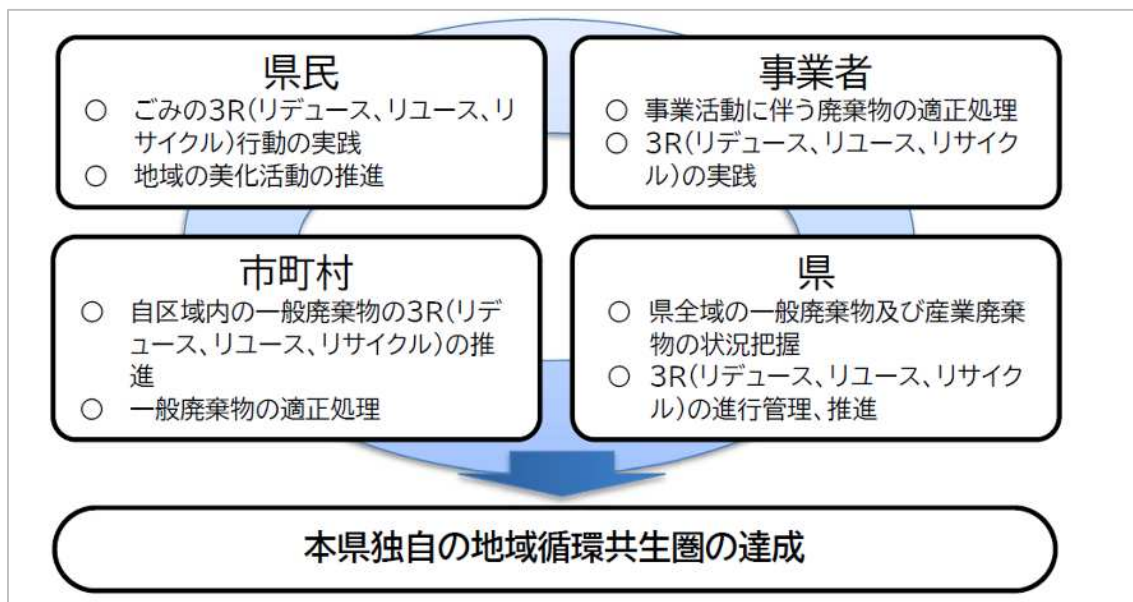 県民
○ ごみの3R(リデュース、リユース、リ
サイクル)行動の実践
○ 地域の美化活動の推進
事業者
○ 事業活動に伴う廃棄物の適正処理
○ 3R(リデュース、リユース、リサイク
ル)の実践
市町村
○ 自区域内の一般廃棄物の3R(リデ
ュース、リユース、リサイクル)の推
進
○ 一般廃棄物の適正処理
県
○ 県全域の一般廃棄物及び産業廃棄
物の状況把握
○ 3R(リデュース、リユース、リサイク
ル)の進行管理、推進
本県独自の地域循環共生圏の達成